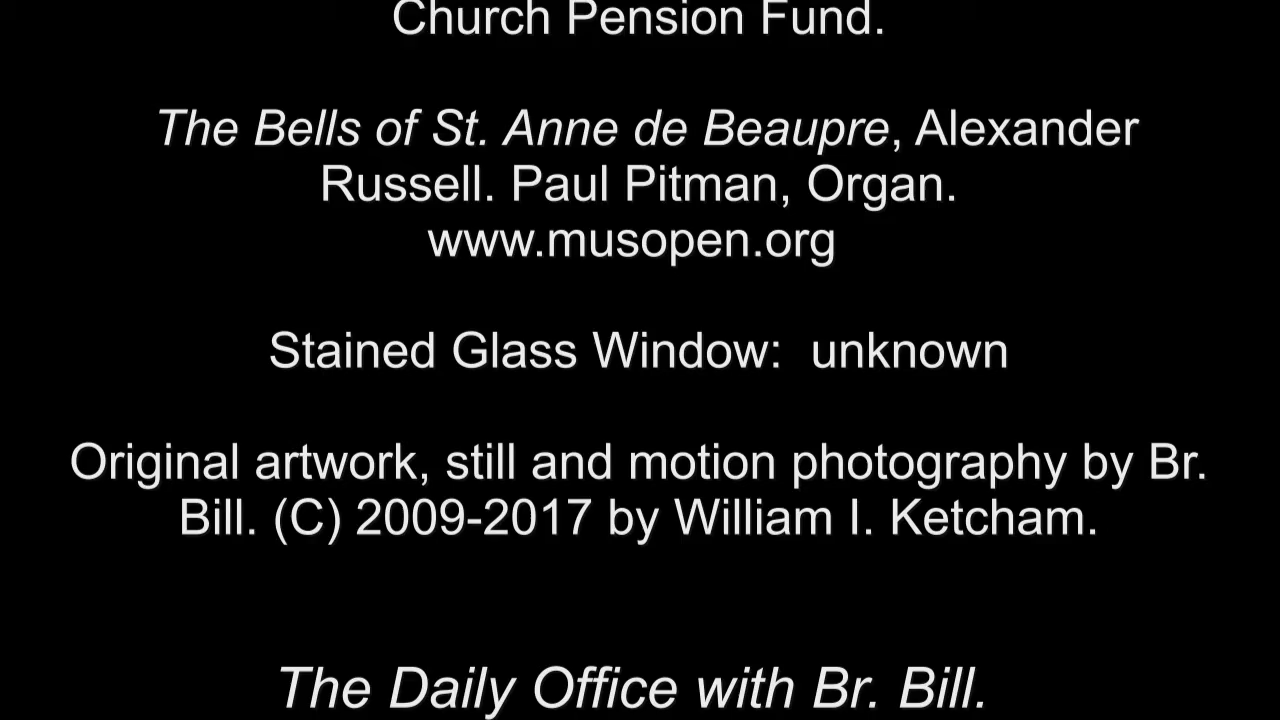 Church Pension Fund.
The Bells of St. Anne de Beaupre, Alexander
Russell. Paul Pitman, Organ.
www.musopen.org
Stained Glass Window:  unknown
Original artwork, still and motion photography by Br.
Bill. (C) 2009-2017 by William I. Ketcham.
The Daily Office with Br. Bill.